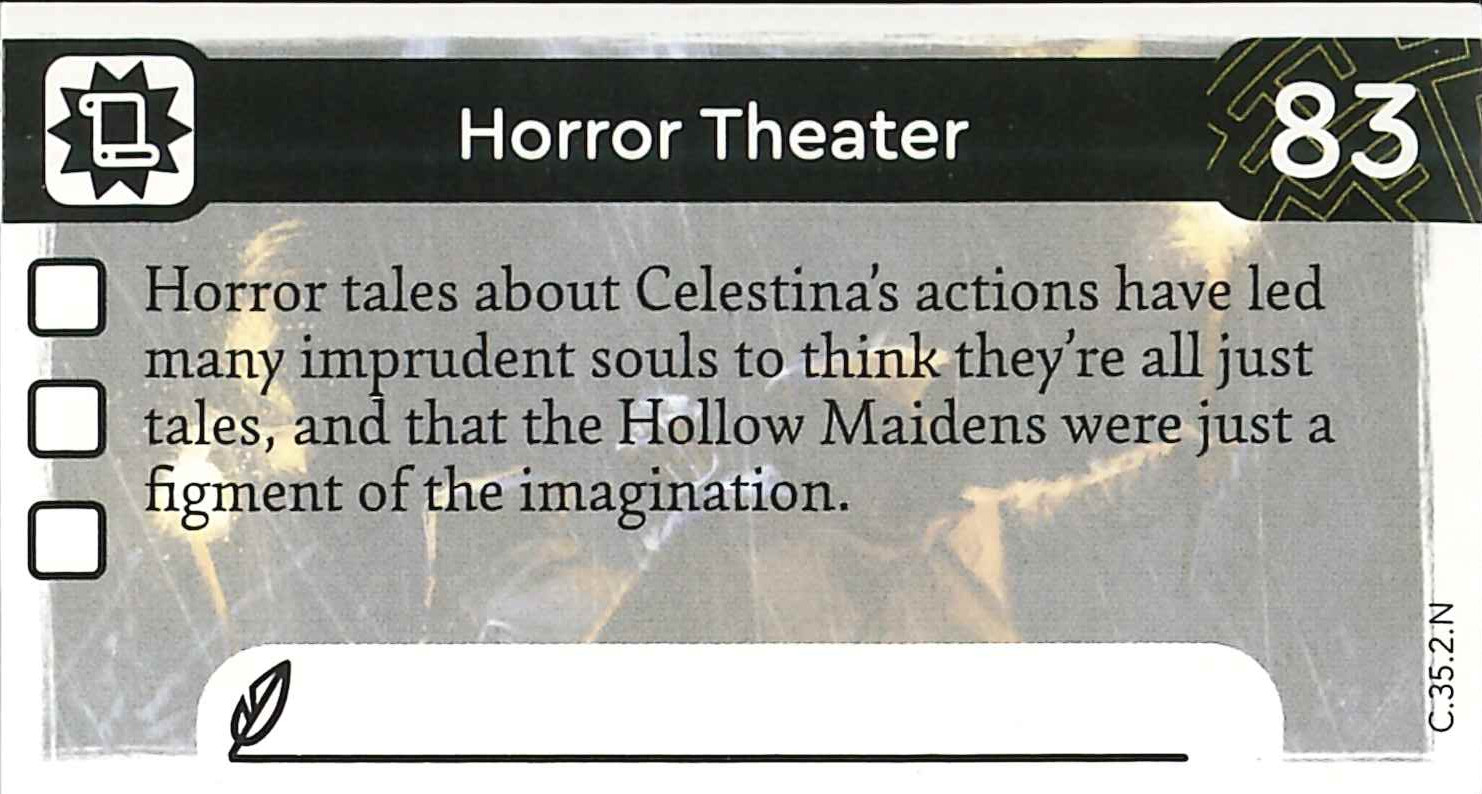 Horror Theater
83
Horror tales about Celestina's actions have led
many imprudent souls to think they're all just
tales, and that the Hollow Maidens were just a
figment of the imagination.
C.35.2.N